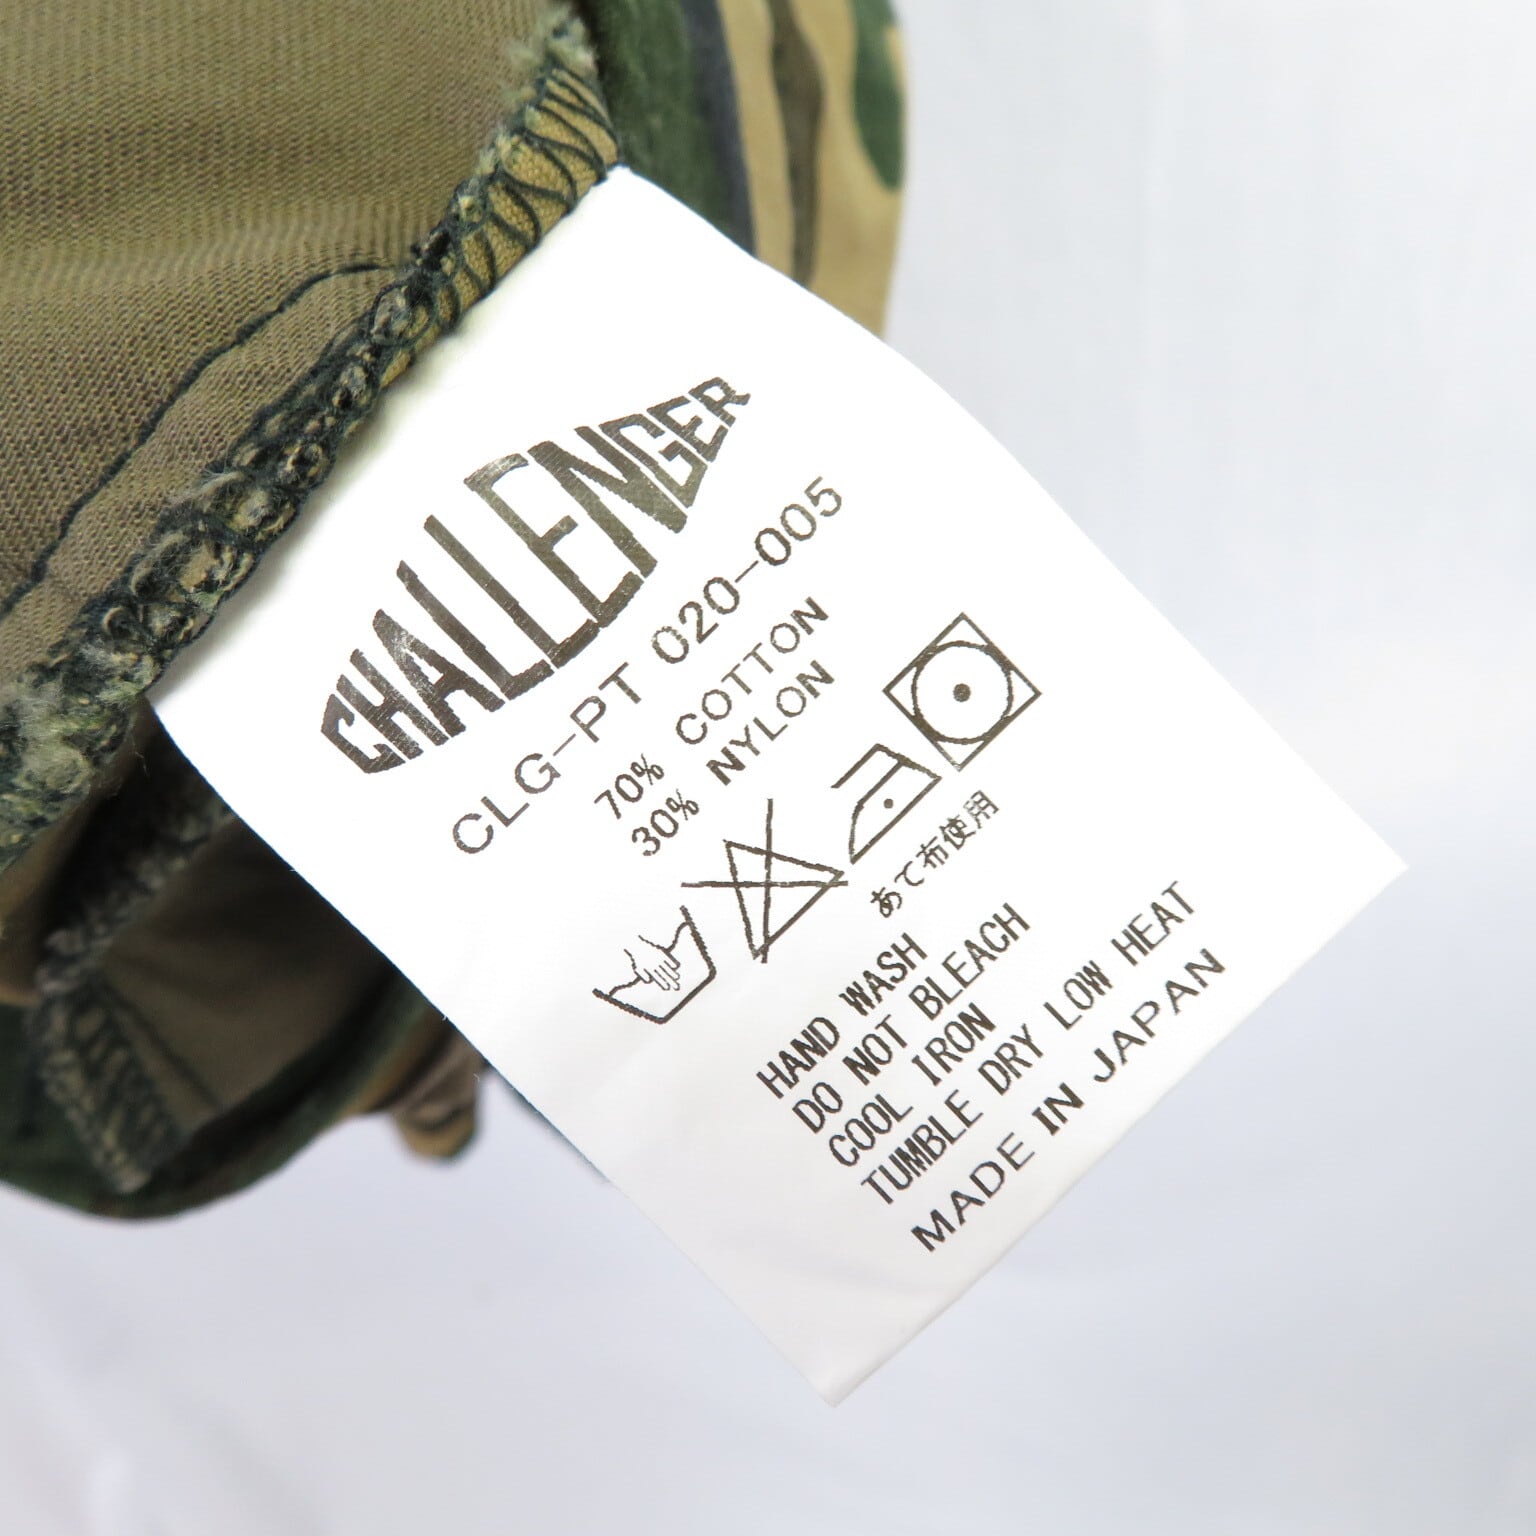 CHALLENGER
CLG-PT 020-005
70% COTTON
30% NYLON
あて布使用
HAND WASH
DO NOT BLEACH
COOL IRON
TUMBLE DRY LOW HEAT
MADE IN JAPAN